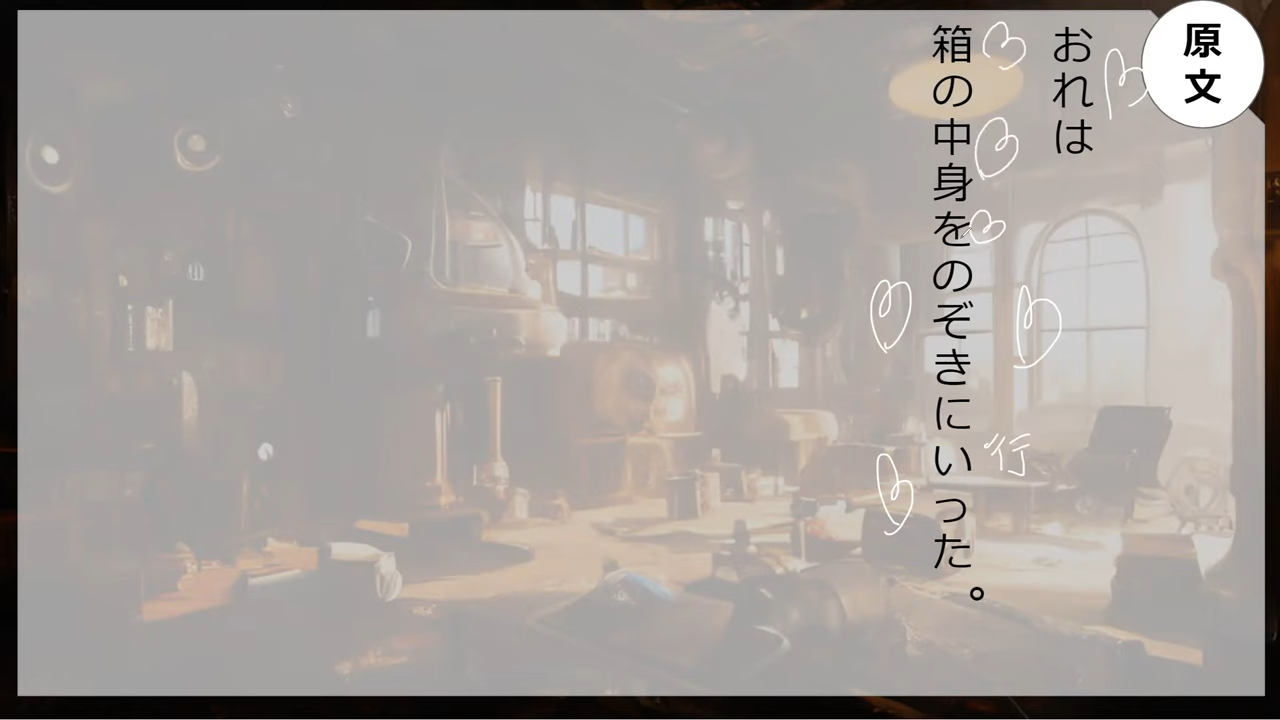 原文
おれは
箱の中身をのぞきにいった。
行